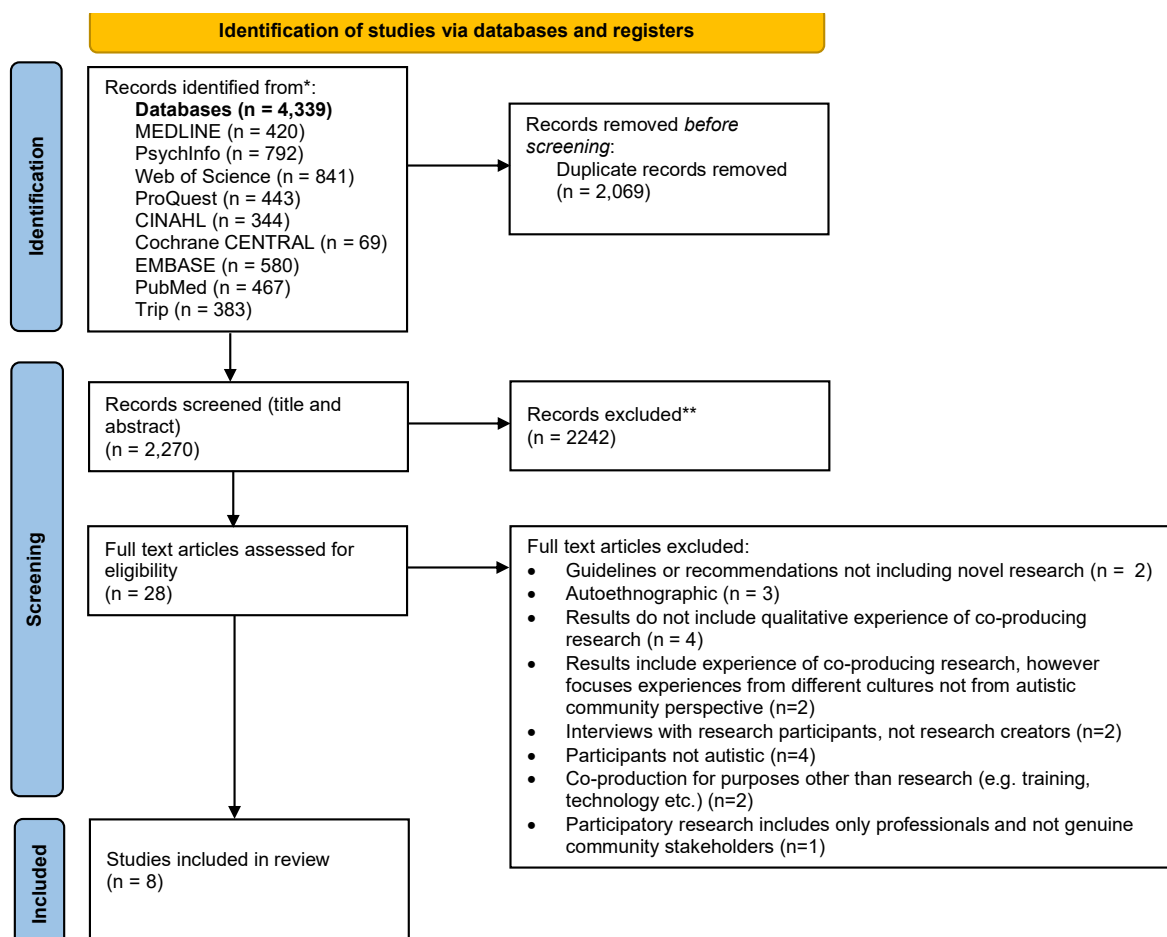 Identification of studies via databases and registers
Identification
Records identified from*:
Databases (n = 4,339)
MEDLINE (n = 420)
PsychInfo (n = 792)
Web of Science (n = 841)
ProQuest (n = 443)
CINAHL (n = 344)
Cochrane CENTRAL (n = 69)
EMBASE (n = 580)
PubMed (n = 467)
Trip (n = 383)
Records removed before
screening:
Duplicate records removed
(n = 2,069)
Screening
Records screened (title and
abstract)
(n = 2,270)
Records excluded**
(n = 2242)
Full text articles assessed for
eligibility
(n = 28)
Full text articles excluded:
• Guidelines or recommendations not including novel research (n = 2)
• Autoethnographic (n = 3)
• Results do not include qualitative experience of co-producing
research (n = 4)
• Results include experience of co-producing research, however
focuses experiences from different cultures not from autistic
community perspective (n=2)
• Interviews with research participants, not research creators (n=2)
• Participants not autistic (n=4)
• Co-production for purposes other than research (e.g. training,
technology etc.) (n=2)
• Participatory research includes only professionals and not genuine
community stakeholders (n=1)
Included
Studies included in review
(n = 8)